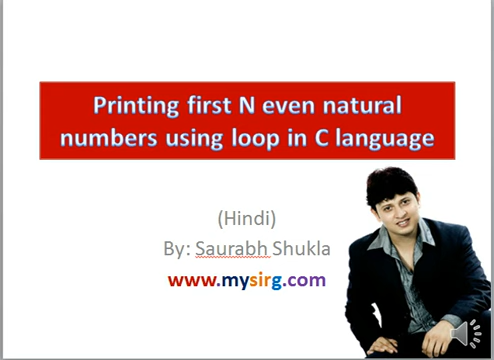 Printing first N even natural
numbers using loop in C language
(Hindi)
By: Saurabh Shukla
www.mysirg.com